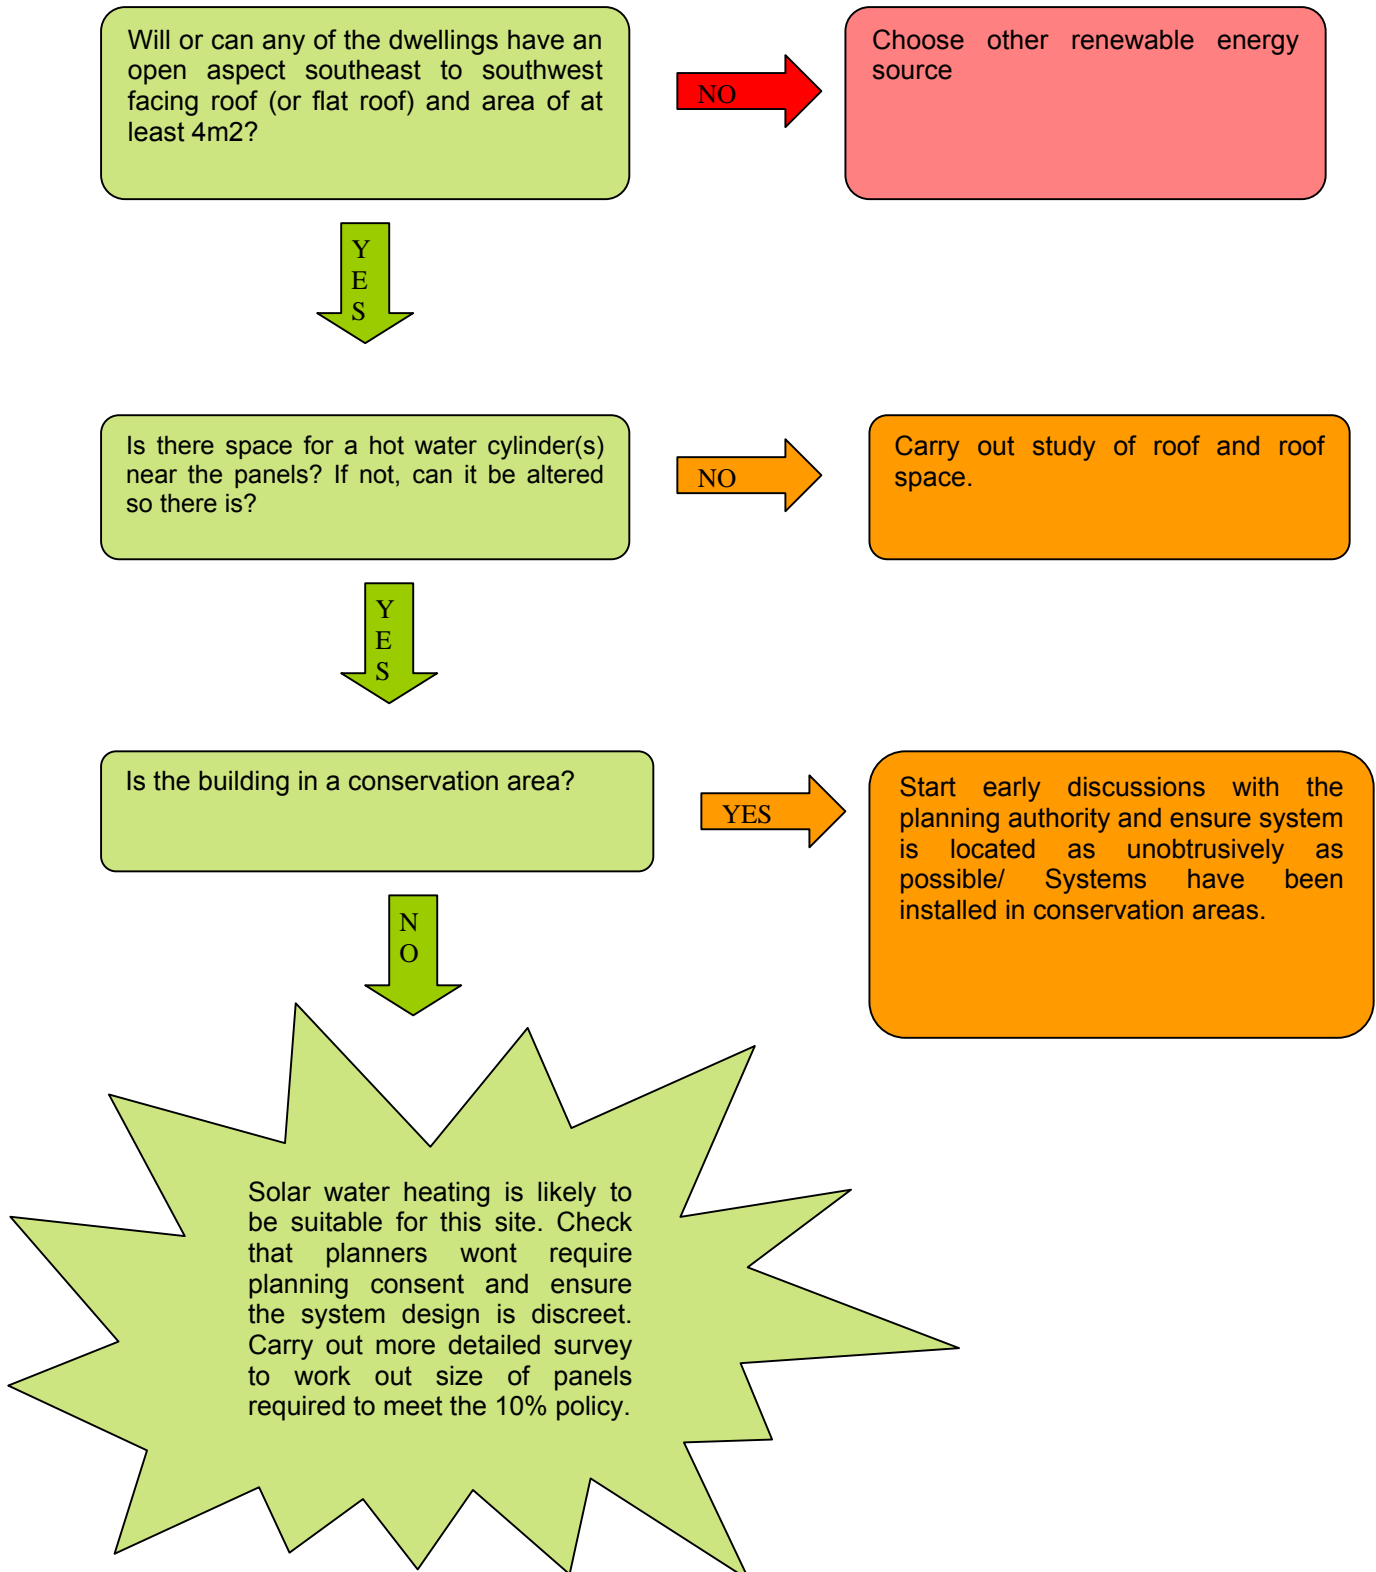 Will or can any of the dwellings have an
open aspect southeast to southwest
facing roof (or flat roof) and area of at
least 4m2?
NO
Choose other renewable energy
source
Y
E
S
Is there space for a hot water cylinder(s)
near the panels? If not, can it be altered
so there is?
NO
Carry out study of roof and roof
space.
Y
E
S
Is the building in a conservation area?
YES
Start early discussions with the
planning authority and ensure system
is located as unobtrusively as
possible/ Systems have been
installed in conservation areas.
N
O
Solar water heating is likely to
be suitable for this site. Check
that planners wont require
planning consent and ensure
the system design is discreet.
Carry out more detailed survey
to work out size of panels
required to meet the 10% policy.